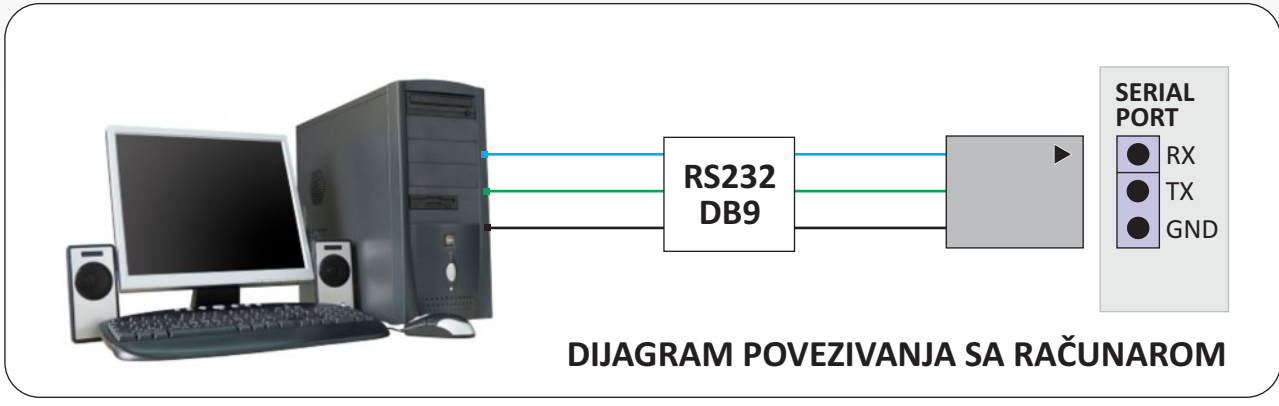 RS232
DB9
SERIAL
PORT
RX
TX
GND
DIJAGRAM POVEZIVANJA SA RAČUNAROM